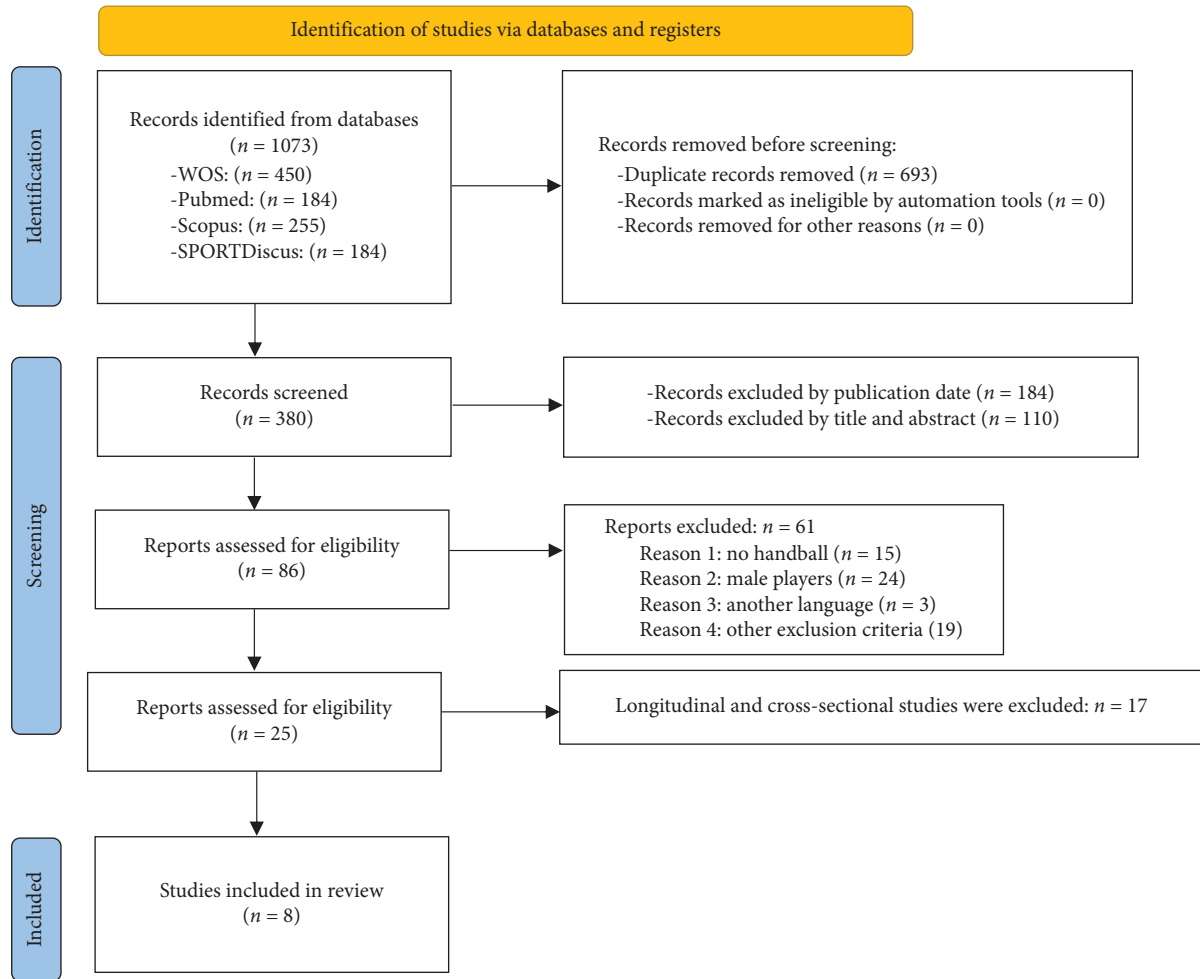 Identification of studies via databases and registers
Identification
Records identified from databases
(n = 1073)
-WOS: (n = 450)
-Pubmed: (n = 184)
-Scopus: (n = 255)
-SPORTDiscus: (n = 184)
Records removed before screening:
-Duplicate records removed (n = 693)
-Records marked as ineligible by automation tools (n = 0)
-Records removed for other reasons (n = 0)
Screening
Records screened
(n = 380)
-Records excluded by publication date (n = 184)
-Records excluded by title and abstract (n = 110)
Reports assessed for eligibility
(n = 86)
Reports excluded: n = 61
Reason 1: no handball (n = 15)
Reason 2: male players (n = 24)
Reason 3: another language (n = 3)
Reason 4: other exclusion criteria (19)
Reports assessed for eligibility
(n = 25)
Longitudinal and cross-sectional studies were excluded: n = 17
Included
Studies included in review
(n = 8)